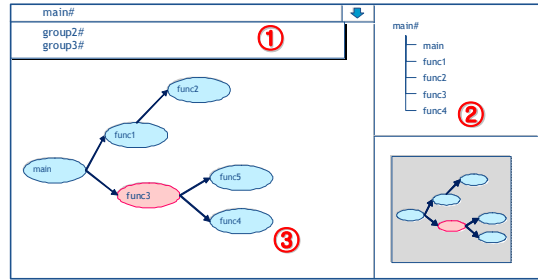 main#
group2#
group3#
①
main#
main
func1
func2
func3
func4
②
func2
func1
main
func3
func5
func4
③